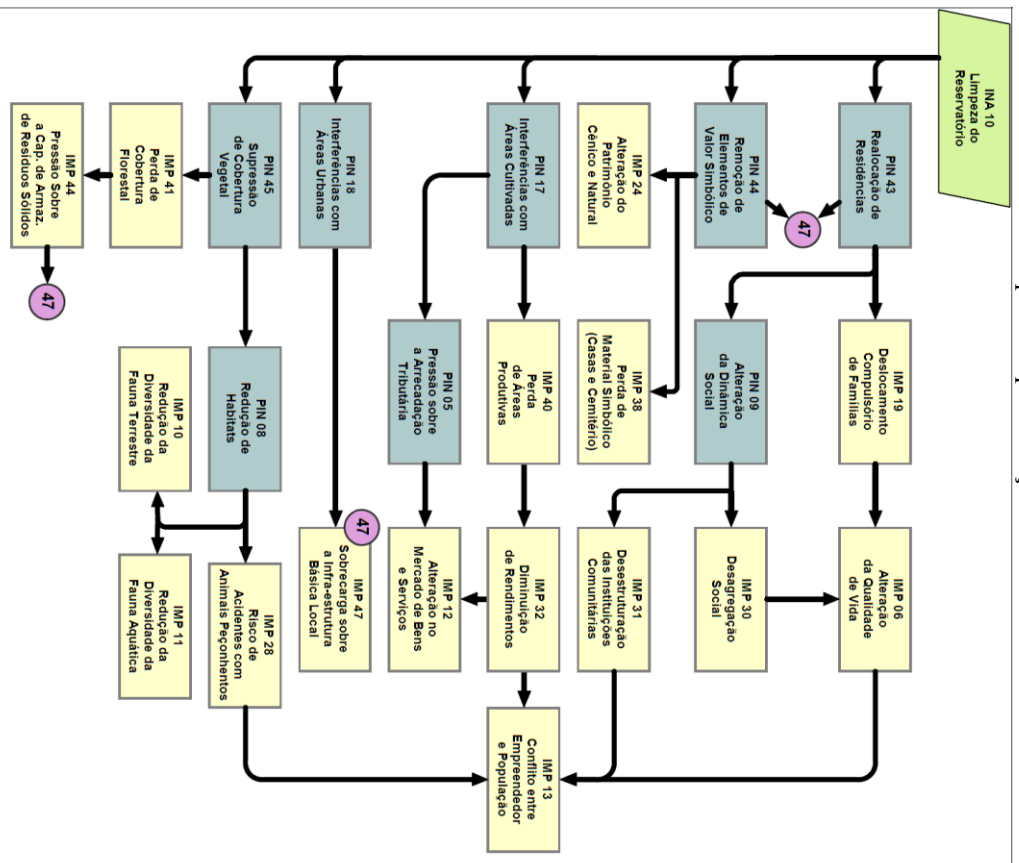 INA 10
Limpeza do
Reservatório
PIN 43
Realocação de
Residências
IMP 19
Deslocamento
Compulsório
de Famílias
IMP 06
Alteração
da Qualidade
de Vida
47
PIN 44
Remoção de
Elementos de
Valor Simbólico
PIN 09
Alteração
da Dinâmica
Social
IMP 30
Desagregação
Social
IMP 24
Alteração do
Patrimônio
Cênico e Natural
IMP 38
Perda de
Material Simbólico
(Casas e Cemitério)
IMP 31
Desestruturação
das Instituições
Comunitárias
PIN 17
Interferências com
Áreas Cultivadas
IMP 40
Perda
de Áreas
Produtivas
IMP 32
Diminuição
de Rendimentos
IMP 13
Conflito entre
Empreendedor
e População
PIN 05
Pressão sobre
a Arrecadação
Tributária
IMP 12
Alteração no
Mercado de Bens
e Serviços
PIN 18
Interferências com
Áreas Urbanas
47
IMP 47
Sobrecarga sobre
a Infra-estrutura
Básica Local
PIN 45
Supressão
de Cobertura
Vegetal
PIN 08
Redução de
Habitats
IMP 28
Risco de
Acidentes com
Animais Peçonhentos
IMP 41
Perda de
Cobertura
Florestal
IMP 10
Redução da
Diversidade da
Fauna Terrestre
IMP 11
Redução da
Diversidade da
Fauna Aquática
IMP 44
Pressão Sobre
a Cap. de Armaz.
de Resíduos Sólidos
47